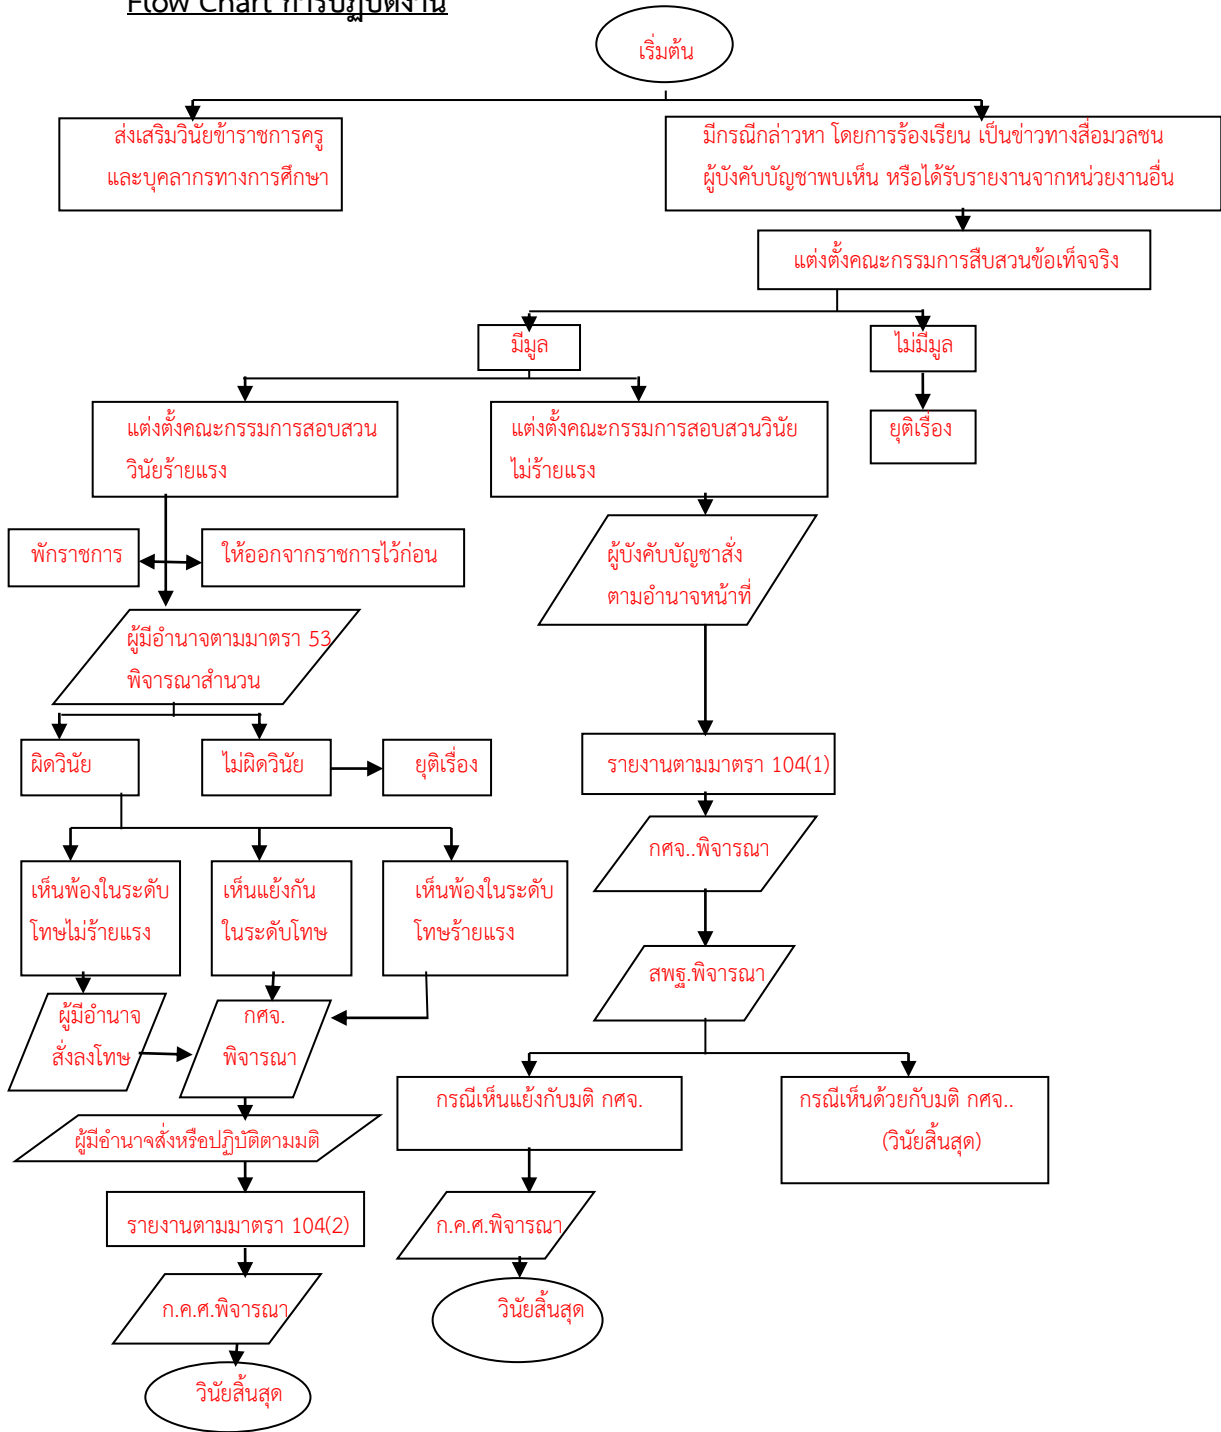 Flow Chart การปฏิบัติงาน
เริ่มต้น
ส่งเสริมวินัยข้าราชการครู
และบุคลากรทางการศึกษา
มีกรณีกล่าวหา โดยการร้องเรียน เป็นข่าวทางสื่อมวลชน
ผู้บังคับบัญชาพบเห็น หรือได้รับรายงานจากหน่วยงานอื่น
แต่งตั้งคณะกรรมการสืบสวนข้อเท็จจริง
มีมูล
ไม่มีมูล
แต่งตั้งคณะกรรมการสอบสวน
วินัยร้ายแรง
แต่งตั้งคณะกรรมการสอบสวนวินัย
ไม่ร้ายแรง
ยุติเรื่อง
พักราชการ
ให้ออกจากราชการไว้ก่อน
ผู้บังคับบัญชาสั่ง
ตามอำนาจหน้าที่
ผู้มีอำนาจตามมาตรา 53
พิจารณาสำนวน
ผิดวินัย
ไม่ผิดวินัย
ยุติเรื่อง
รายงานตามมาตรา 104(1)
กศจ..พิจารณา
เห็นพ้องในระดับ
โทษไม่ร้ายแรง
เห็นแย้งกัน
ในระดับโทษ
เห็นพ้องในระดับ
โทษร้ายแรง
สพฐ.พิจารณา
ผู้มีอำนาจ
สั่งลงโทษ
กศจ.
พิจารณา
กรณีเห็นแย้งกับมติ กศจ.
กรณีเห็นด้วยกับมติ กศจ..
(วินัยสิ้นสุด)
ผู้มีอำนาจสั่งหรือปฏิบัติตามมติ
รายงานตามมาตรา 104(2)
ก.ค.ศ.พิจารณา
ก.ค.ศ.พิจารณา
วินัยสิ้นสุด
วินัยสิ้นสุด